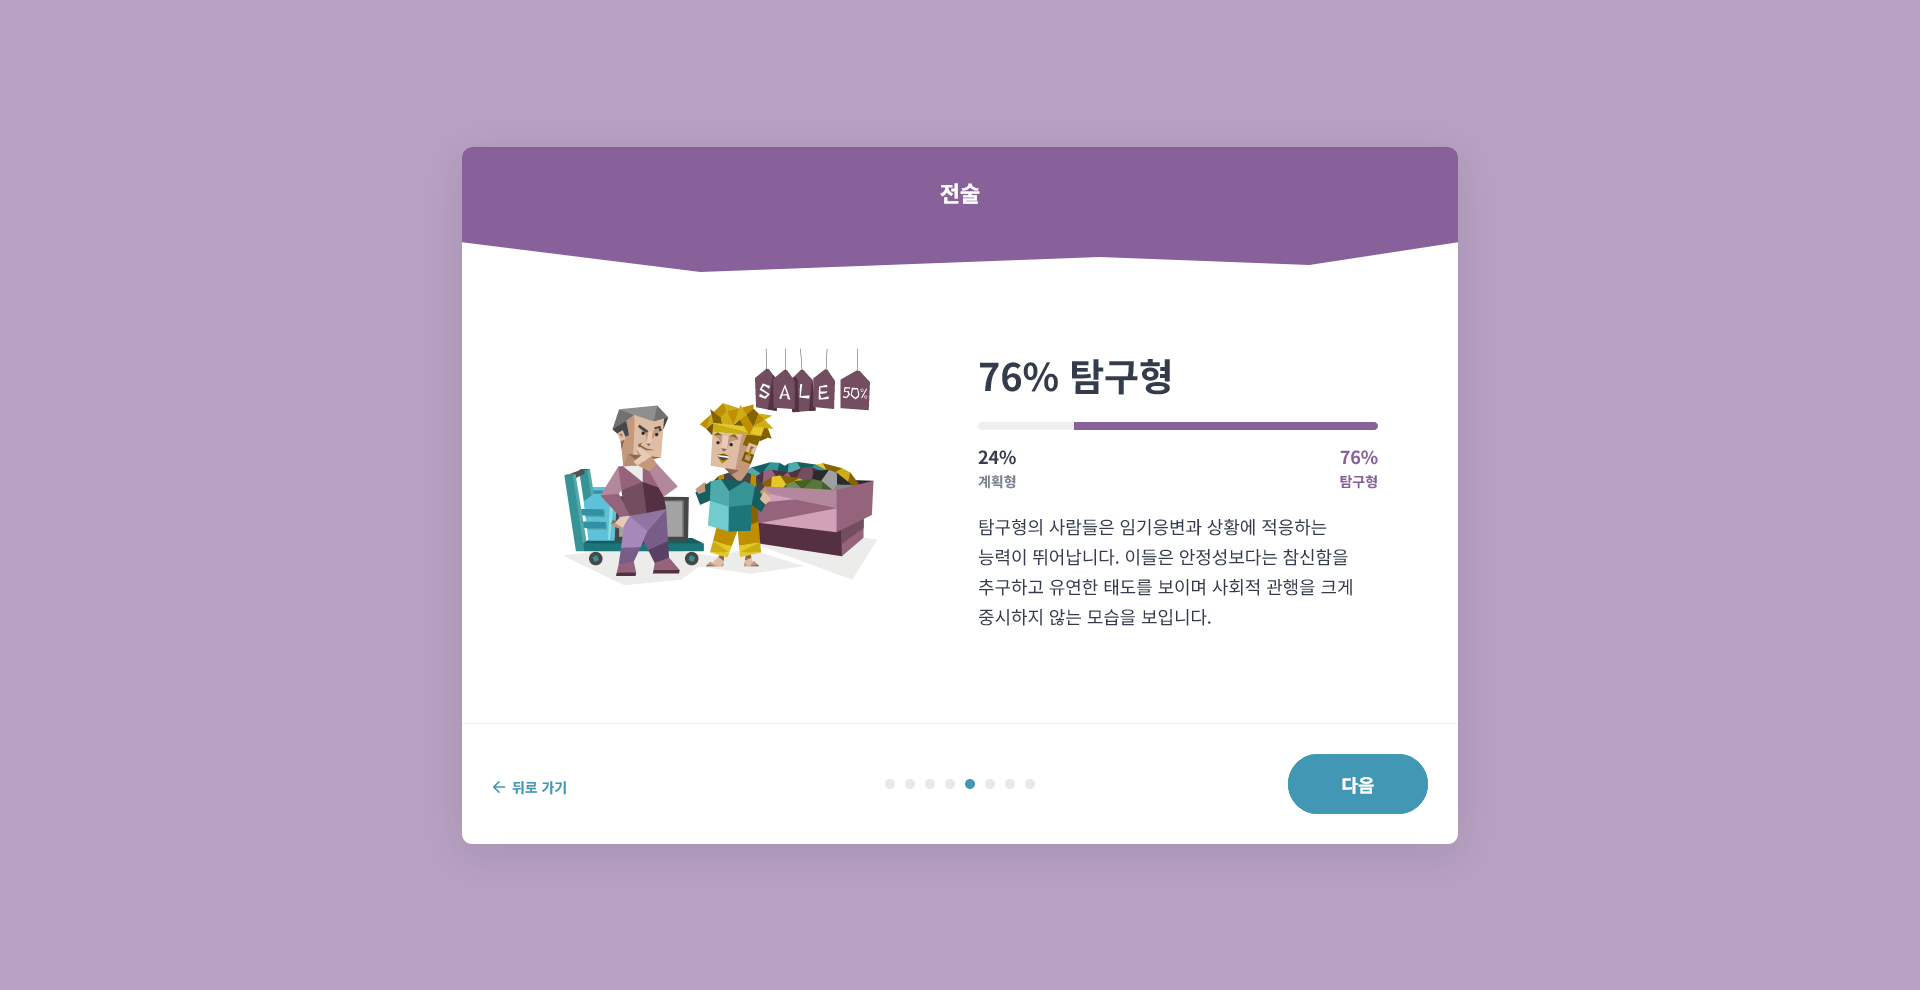 전술
SALE 50%
76% 탐구형
24% 76%
계획형 탐구형
탐구형의 사람들은 임기응변과 상황에 적응하는
능력이 뛰어납니다. 이들은 안정성보다는 참신함을
추구하고 유연한 태도를 보이며 사회적 관행을 크게
중시하지 않는 모습을 보입니다.
← 뒤로 가기
다음